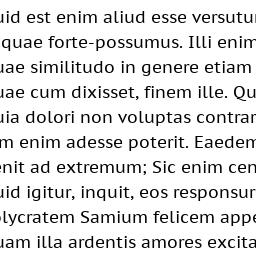 uid est enim aliud esse versutu
quae forte-possumus. Illi enim
uae similitudo in genere etiam
uae cum dixisset, finem ille. Qu
uia dolori non voluptas contrar
m enim adesse poterit. Eaedem
enit ad extremum; Sic enim cen
uid igitur, inquit, eos responsur
olycratem Samium felicem appe
uam illa ardentis amores excita